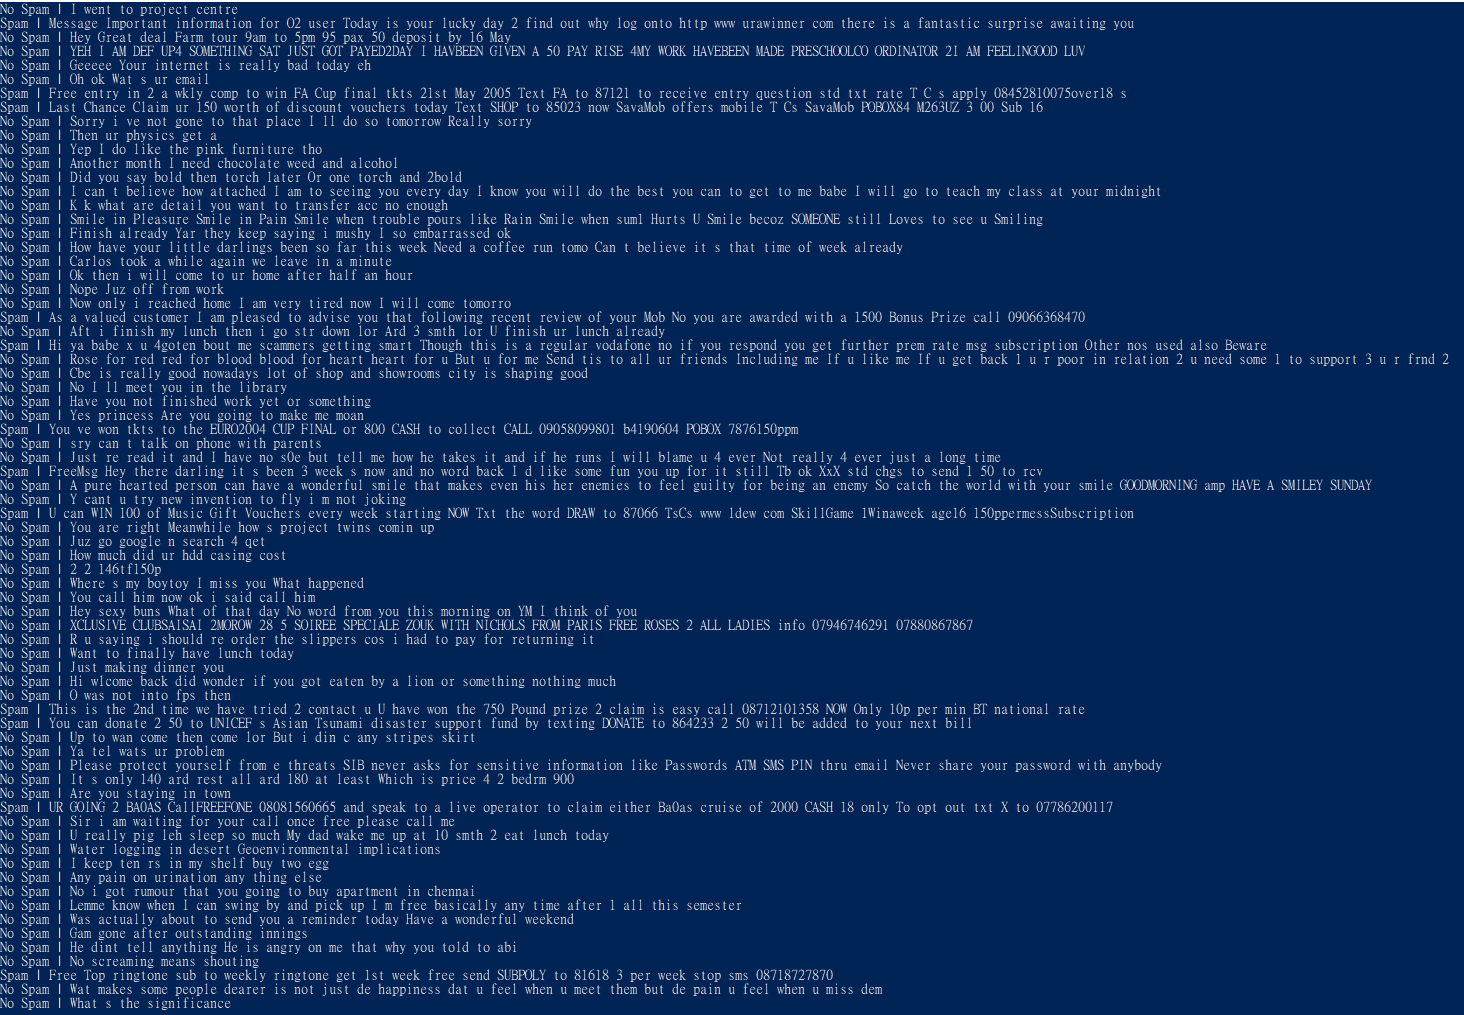 No Spam | I went to project centre
Spam | Message Important information for O2 user Today is your lucky day 2 find out why log onto http www urawinner com there is a fantastic surprise awaiting you
No Spam | Hey Great deal Farm tour 9am to 5pm 95 pax 50 deposit by 16 May
No Spam | YEH I AM DEF UP4 SOMETHING SAT JUST GOT PAYED2DAY I HAVBEEN GIVEN A 50 PAY RISE 4MY WORK HAVEBEEN MADE PRESCHOOLCO ORDINATOR 2I AM FEELINGOOD LUV
No Spam | Geeeee Your internet is really bad today eh
No Spam | Oh ok Wat s ur email
Spam | Free entry in 2 a wkly comp to win FA Cup final tkts 21st May 2005 Text FA to 87121 to receive entry question std txt rate T C s apply 08452810075over18 s
Spam | Last Chance Claim ur 150 worth of discount vouchers today Text SHOP to 85023 now SavaMob offers mobile T Cs SavaMob POBOX84 M263UZ 3 00 Sub 16
No Spam | Sorry i ve not gone to that place I ll do so tomorrow Really sorry
No Spam | Then ur physics get a
No Spam | Yep I do like the pink furniture tho
No Spam | Another month I need chocolate weed and alcohol
No Spam | Did you say bold then torch later Or one torch and 2bold
No Spam | I can t believe how attached I am to seeing you every day I know you will do the best you can to get to me babe I will go to teach my class at your midnight
No Spam | K k what are detail you want to transfer acc no enough
No Spam | Smile in Pleasure Smile in Pain Smile when trouble pours like Rain Smile when sum1 Hurts U Smile becoz SOMEONE still Loves to see u Smiling
No Spam | Finish already Yar they keep saying i mushy I so embarrassed ok
No Spam | How have your little darlings been so far this week Need a coffee run tomo Can t believe it s that time of week already
No Spam | Carlos took a while again we leave in a minute
No Spam | Ok then i will come to ur home after half an hour
No Spam | Nope Juz off from work
No Spam | Now only i reached home I am very tired now I will come tomorro
Spam | As a valued customer I am pleased to advise you that following recent review of your Mob No you are awarded with a 1500 Bonus Prize call 09066368470
No Spam | Aft i finish my lunch then i go str down lor Ard 3 smth lor U finish ur lunch already
Spam | Hi ya babe x u 4goten bout me scammers getting smart Though this is a regular vodafone no if you respond you get further prem rate msg subscription Other nos used also Beware
No Spam | Rose for red red for blood blood for heart heart for u But u for me Send tis to all ur friends Including me If u like me If u get back 1 u r poor in relation 2 u need some 1 to support 3 u r frnd 2
No Spam | Cbe is really good nowadays lot of shop and showrooms city is shaping good
No Spam | No I ll meet you in the library
No Spam | Have you not finished work yet or something
No Spam | Yes princess Are you going to make me moan
Spam | You ve won tkts to the EURO2004 CUP FINAL or 800 CASH to collect CALL 09058099801 b4190604 POBOX 7876150ppm
No Spam | sry can t talk on phone with parents
No Spam | Just re read it and I have no s0e but tell me how he takes it and if he runs I will blame u 4 ever Not really 4 ever just a long time
Spam | FreeMsg Hey there darling it s been 3 week s now and no word back I d like some fun you up for it still Tb ok XxX std chgs to send 1 50 to rcv
No Spam | A pure hearted person can have a wonderful smile that makes even his her enemies to feel guilty for being an enemy So catch the world with your smile GOODMORNING amp HAVE A SMILEY SUNDAY
No Spam | Y cant u try new invention to fly i m not joking
Spam | U can WIN 100 of Music Gift Vouchers every week starting NOW Txt the word DRAW to 87066 TsCs www ldew com SkillGame 1Winaweek age16 150ppermessSubscription
No Spam | You are right Meanwhile how s project twins comin up
No Spam | Juz go google n search 4 qet
No Spam | How much did ur hdd casing cost
No Spam | 2 2 146tf150p
No Spam | Where s my boytoy I miss you What happened
No Spam | You call him now ok i said call him
No Spam | Hey sexy buns What of that day No word from you this morning on YM I think of you
No Spam | XCLUSIVE CLUBSAISAI 2MOROW 28 5 SOIREE SPECIALE ZOUK WITH NICHOLS FROM PARIS FREE ROSES 2 ALL LADIES info 07946746291 07880867867
No Spam | R u saying i should re order the slippers cos i had to pay for returning it
No Spam | Want to finally have lunch today
No Spam | Just making dinner you
No Spam | Hi wlcome back did wonder if you got eaten by a lion or something nothing much
No Spam | O was not into fps then
Spam | This is the 2nd time we have tried 2 contact u U have won the 750 Pound prize 2 claim is easy call 08712101358 NOW Only 10p per min BT national rate
Spam | You can donate 2 50 to UNICEF s Asian Tsunami disaster support fund by texting DONATE to 864233 2 50 will be added to your next bill
No Spam | Up to wan come then come lor But i din c any stripes skirt
No Spam | Ya tel wats ur problem
No Spam | Please protect yourself from e threats SIB never asks for sensitive information like Passwords ATM SMS PIN thru email Never share your password with anybody
No Spam | It s only 140 ard rest all ard 180 at least Which is price 4 2 bedrm 900
No Spam | Are you staying in town
Spam | UR GOING 2 BA0AS CallFREEFONE 08081560665 and speak to a live operator to claim either Ba0as cruise of 2000 CASH 18 only To opt out txt X to 07786200117
No Spam | Sir i am waiting for your call once free please call me
No Spam | U really pig leh sleep so much My dad wake me up at 10 smth 2 eat lunch today
No Spam | Water logging in desert Geoenvironmental implications
No Spam | I keep ten rs in my shelf buy two egg
No Spam | Any pain on urination any thing else
No Spam | No i got rumour that you going to buy apartment in chennai
No Spam | Lemme know when I can swing by and pick up I m free basically any time after 1 all this semester
No Spam | Was actually about to send you a reminder today Have a wonderful weekend
No Spam | Gam gone after outstanding innings
No Spam | He dint tell anything He is angry on me that why you told to abi
No Spam | No screaming means shouting
Spam | Free Top ringtone sub to weekly ringtone get 1st week free send SUBPOLY to 81618 3 per week stop sms 08718727870
No Spam | Wat makes some people dearer is not just de happiness dat u feel when u meet them but de pain u feel when u miss dem
No Spam | What s the significance